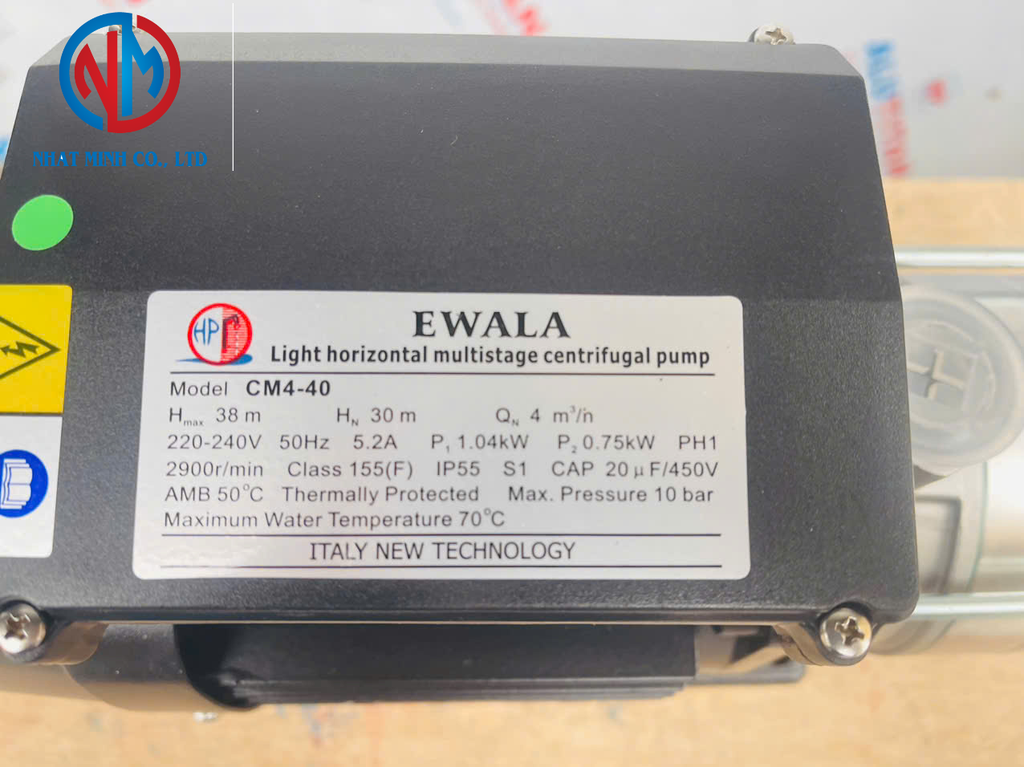 NM
NHAT MINH CO., LTD
HP
EWALA
Light horizontal multistage centrifugal pump
Model CM4-40
Hmax 38 m HN 30 m QN 4 m³/h
220-240V 50Hz 5.2A P₁ 1.04kW P₂ 0.75kW PH1
2900r/min Class 155(F) IP55 S1 CAP 20μF/450V
AMB 50°C Thermally Protected Max. Pressure 10 bar
Maximum Water Temperature 70°C
ITALY NEW TECHNOLOGY